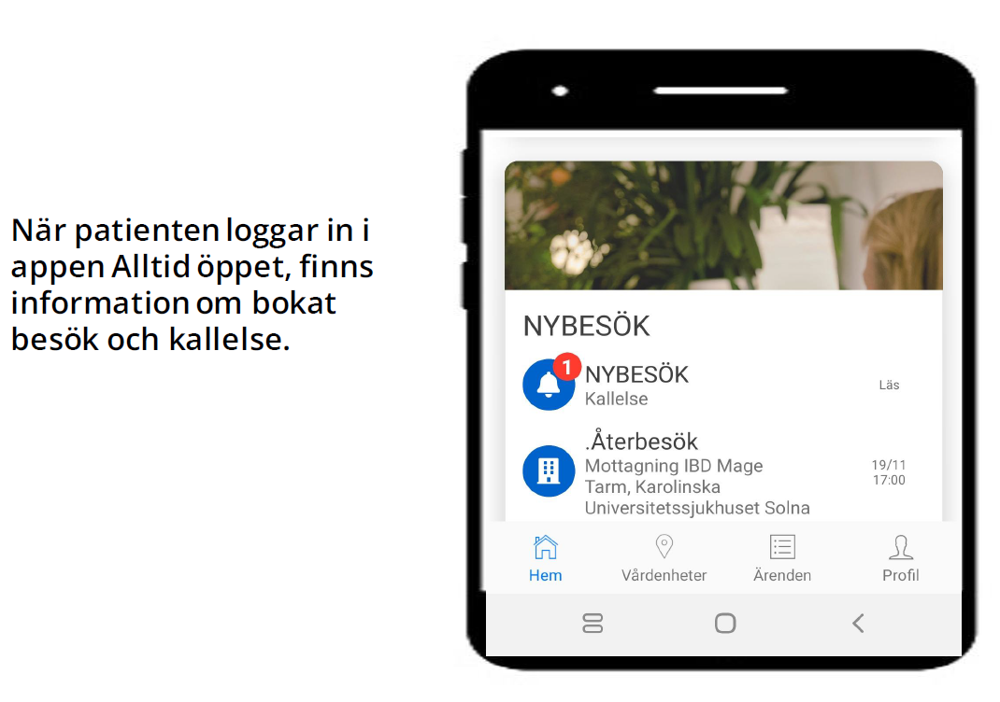 När patienten loggar in i
appen Alltid öppet, finns
information om bokat
besök och kallelse.
NYBESÖK
1
NYBESÖK
Kallelse
Läs
.Återbesök
Mottagning IBD Mage
Tarm, Karolinska
Universitetssjukhuset Solna
19/11
17:00
Hem
Vårdenheter
Ärenden
Profil